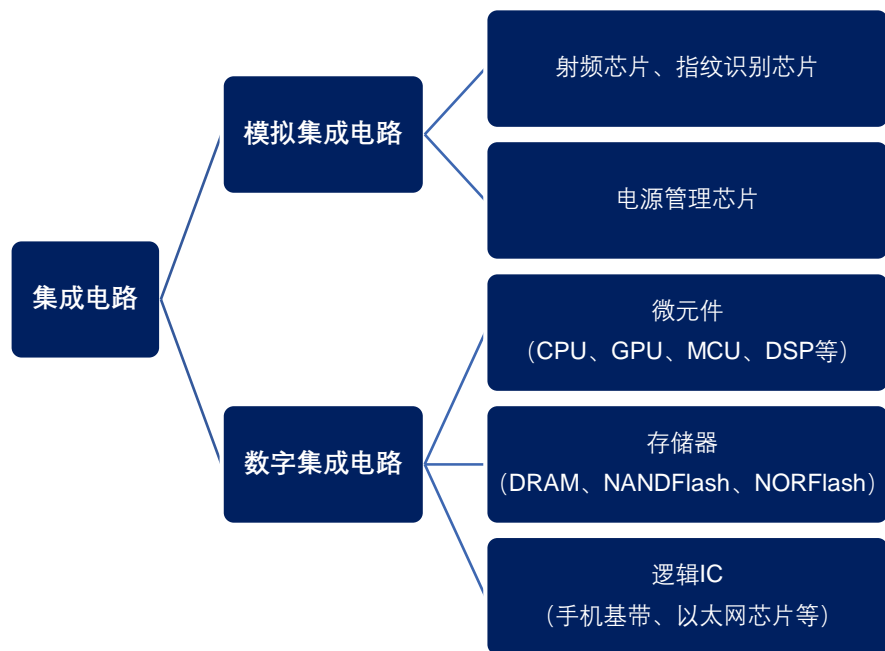 集成电路
模拟集成电路
射频芯片、指纹识别芯片
电源管理芯片
数字集成电路
微元件
（CPU、GPU、MCU、DSP等）
存储器
（DRAM、NANDFlash、NORFlash）
逻辑IC
（手机基带、以太网芯片等）